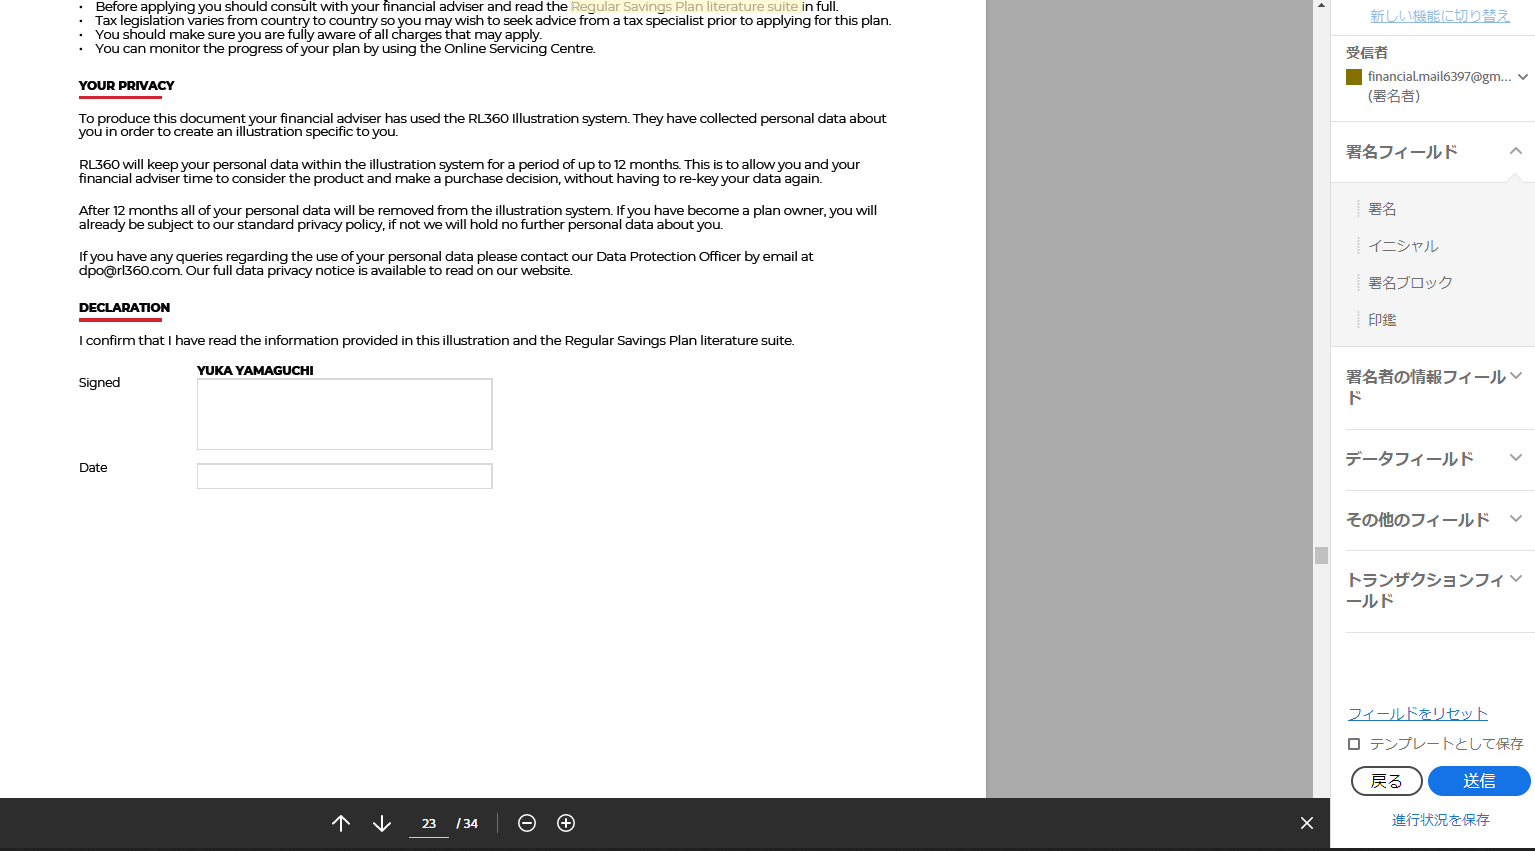 • Before applying you should consult with your financial adviser and read the Regular Savings Plan literature suite in full.
• Tax legislation varies from country to country so you may wish to seek advice from a tax specialist prior to applying for this plan.
• You should make sure you are fully aware of all charges that may apply.
• You can monitor the progress of your plan by using the Online Servicing Centre.
YOUR PRIVACY
To produce this document your financial adviser has used the RL360 Illustration system. They have collected personal data about
you in order to create an illustration specific to you.
RL360 will keep your personal data within the illustration system for a period of up to 12 months. This is to allow you and your
financial adviser time to consider the product and make a purchase decision, without having to re-key your data again.
After 12 months all of your personal data will be removed from the illustration system. If you have become a plan owner, you will
already be subject to our standard privacy policy, if not we will hold no further personal data about you.
If you have any queries regarding the use of your personal data please contact our Data Protection Officer by email at
dpo@rl360.com. Our full data privacy notice is available to read on our website.
DECLARATION
I confirm that I have read the information provided in this illustration and the Regular Savings Plan literature suite.
YUKA YAMAGUCHI
Signed
Date
23 / 34
新しい機能に切り替え
受信者
financial.mail6397@gm...
(署名者)
署名フィールド
署名
イニシャル
署名ブロック
印鑑
署名者の情報フィール
ド
データフィールド
その他のフィールド
トランザクションフィ
ールド
フィールドをリセット
テンプレートとして保存
戻る
送信
進行状況を保存